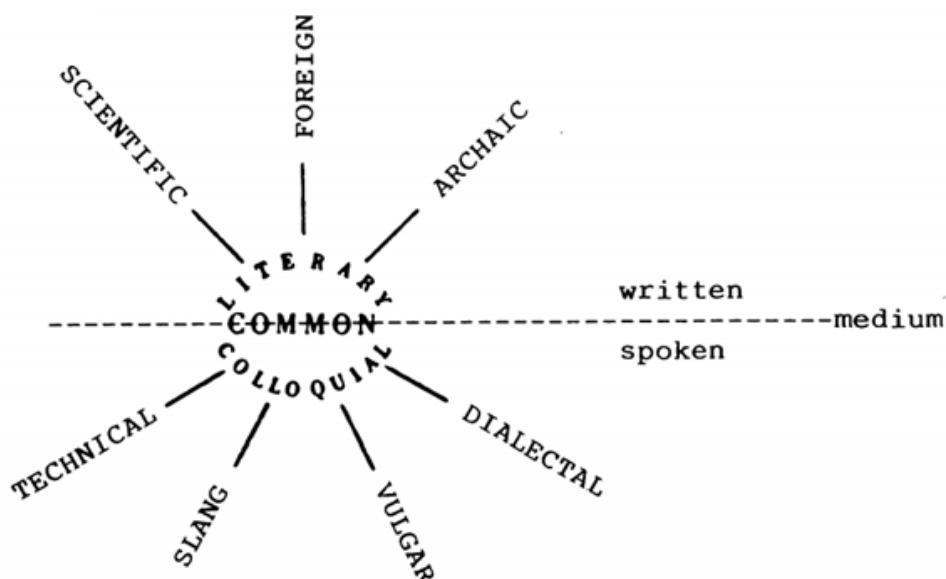 FOREIGN
SCIENTIFIC
ARCHAIC
LITERARY
written
COMMON
medium
spoken
COLLOQUIAL
TECHNICAL
DIALECTAL
SLANG
VULGAR